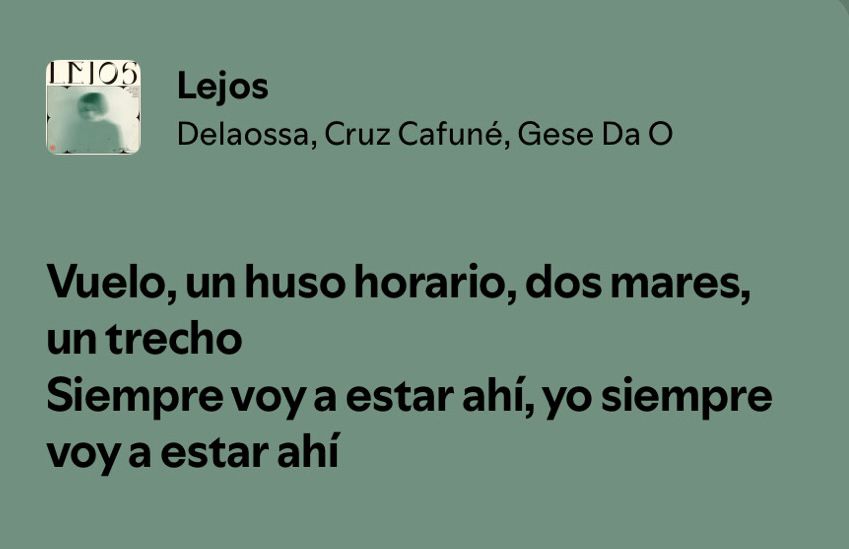 LEJOS
Lejos
Delaossa, Cruz Cafuné, Gese Da O
Vuelo, un huso horario, dos mares,
un trecho
Siempre voy a estar ahí, yo siempre
voy a estar ahí